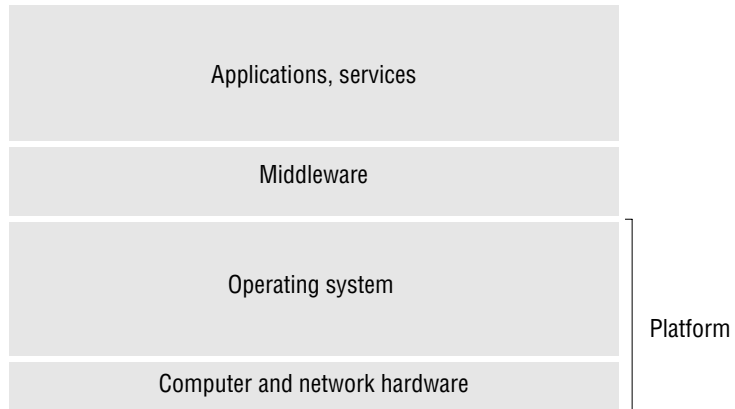 Applications, services
Middleware
Operating system
Platform
Computer and network hardware